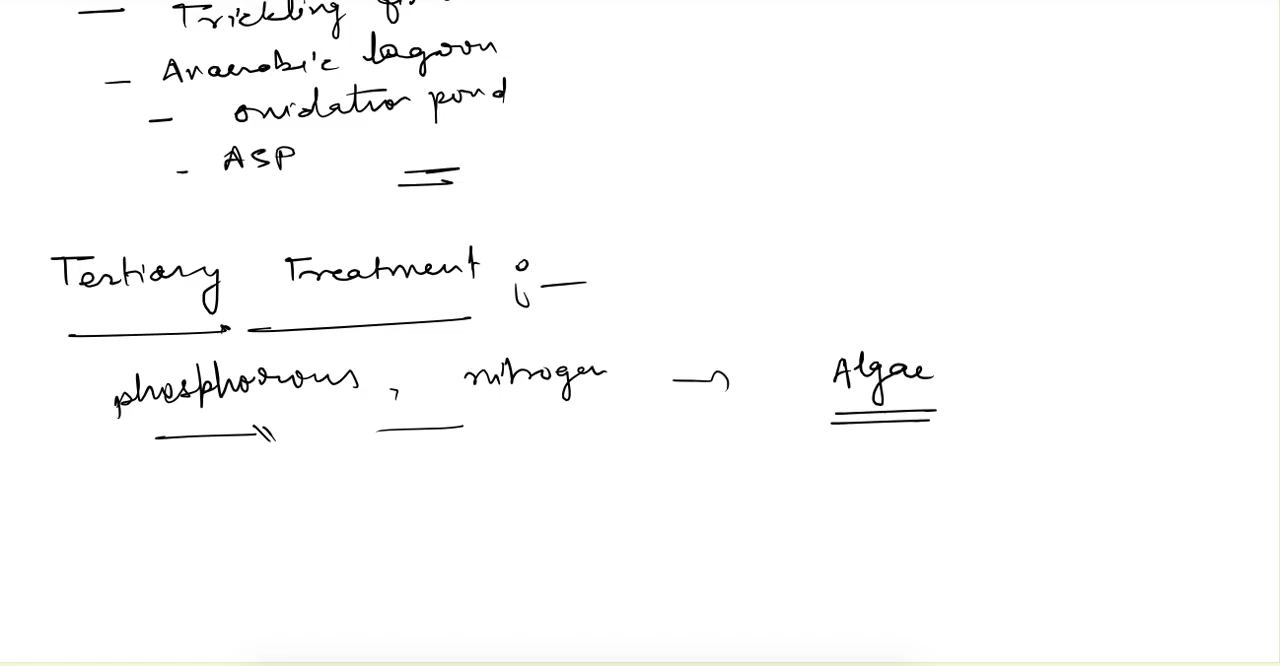 — Trickling
- Anaerobic lagoon
- oxidation pond
- ASP
Tertiary Treatment :-
phosphorous, nitrogen → Algae